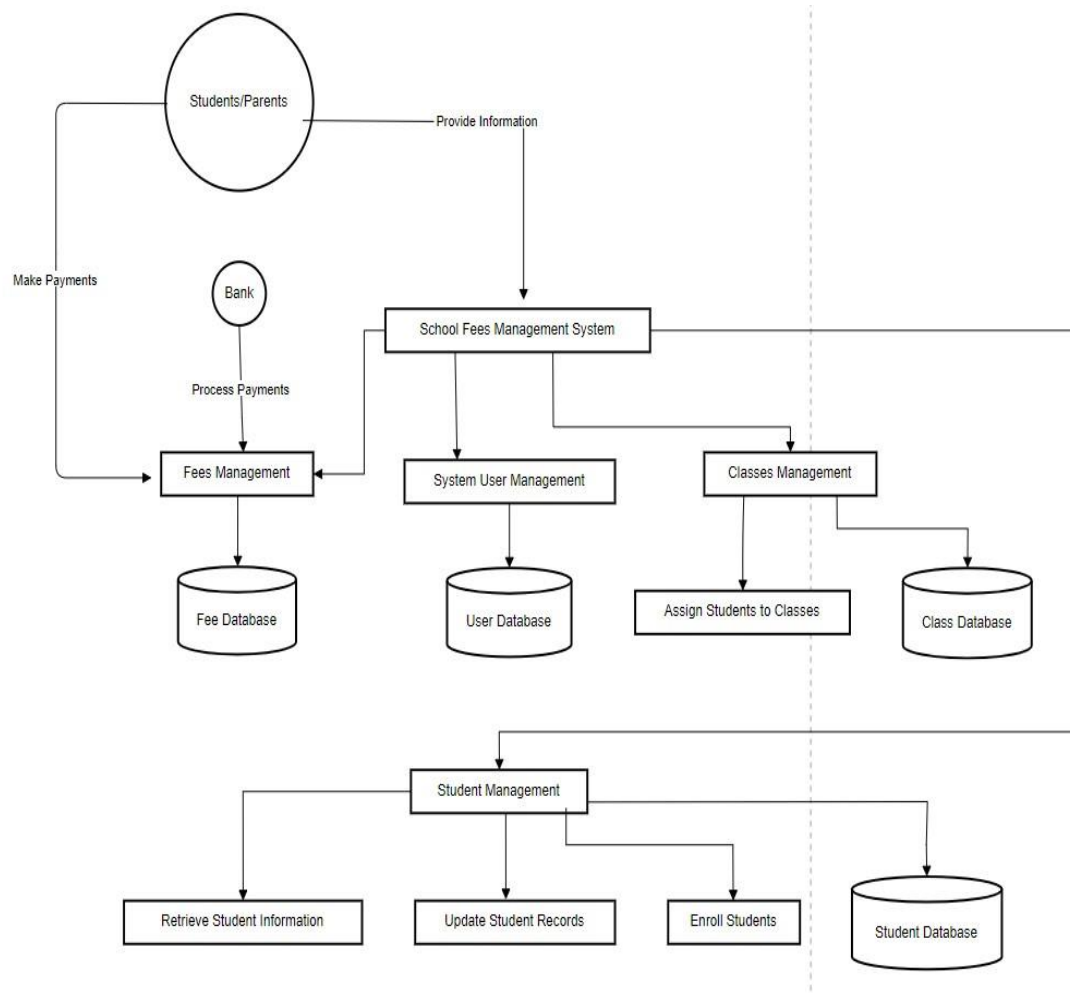 Students/Parents
Provide Information
Make Payments
Bank
School Fees Management System
Process Payments
Fees Management
System User Management
Classes Management
Fee Database
User Database
Assign Students to Classes
Class Database
Student Management
Retrieve Student Information
Update Student Records
Enroll Students
Student Database